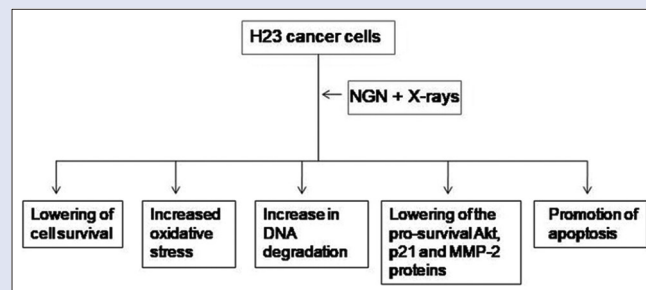 H23 cancer cells
NGN + X-rays
Lowering of
cell survival
Increased
oxidative
stress
Increase in
DNA
degradation
Lowering of the
pro-survival Akt,
p21 and MMP-2
proteins
Promotion of
apoptosis